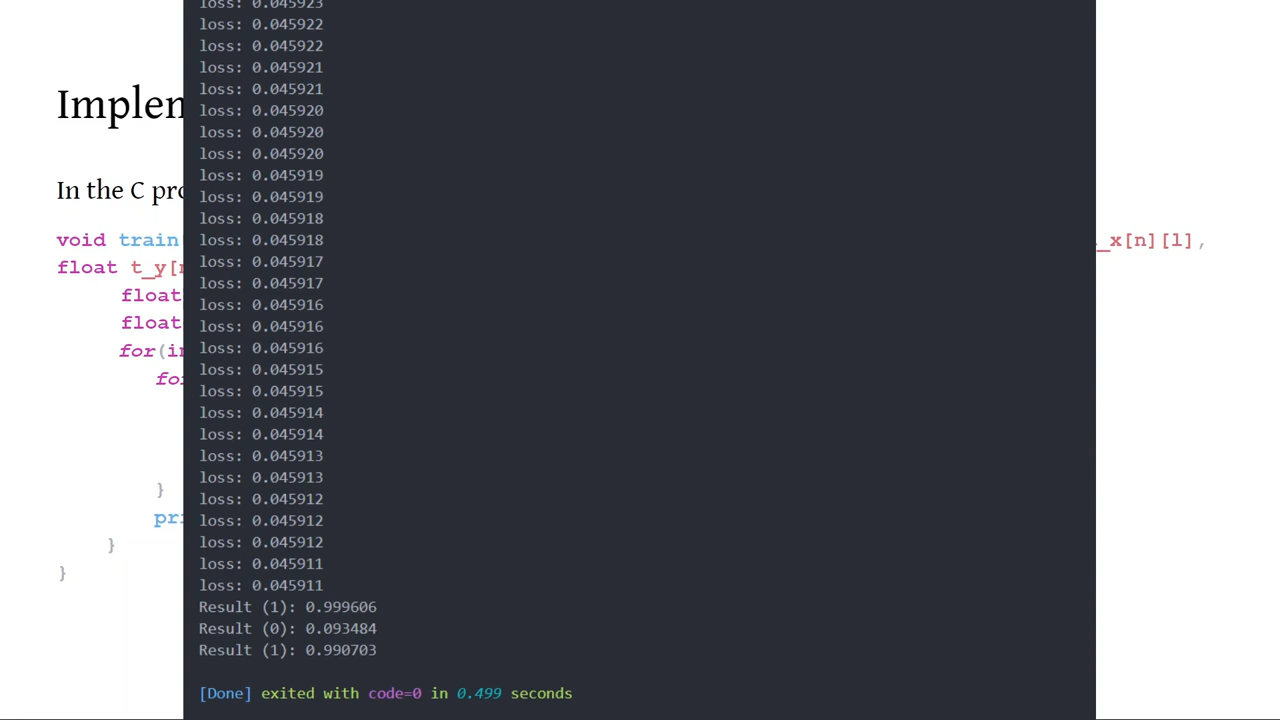 loss: 0.045923
loss: 0.045922
loss: 0.045922
loss: 0.045921
loss: 0.045921
loss: 0.045920
loss: 0.045920
loss: 0.045920
loss: 0.045919
loss: 0.045919
loss: 0.045918
loss: 0.045918
loss: 0.045917
loss: 0.045917
loss: 0.045916
loss: 0.045916
loss: 0.045916
loss: 0.045915
loss: 0.045915
loss: 0.045914
loss: 0.045914
loss: 0.045913
loss: 0.045913
loss: 0.045912
loss: 0.045912
loss: 0.045912
loss: 0.045911
loss: 0.045911
Result (1): 0.999606
Result (0): 0.093484
Result (1): 0.990703
[Done] exited with code=0 in 0.499 seconds
Implem
In the C pro
void train
_x[n][l],
float t_y[n
float
float
for(in
for
}
pri
}
}